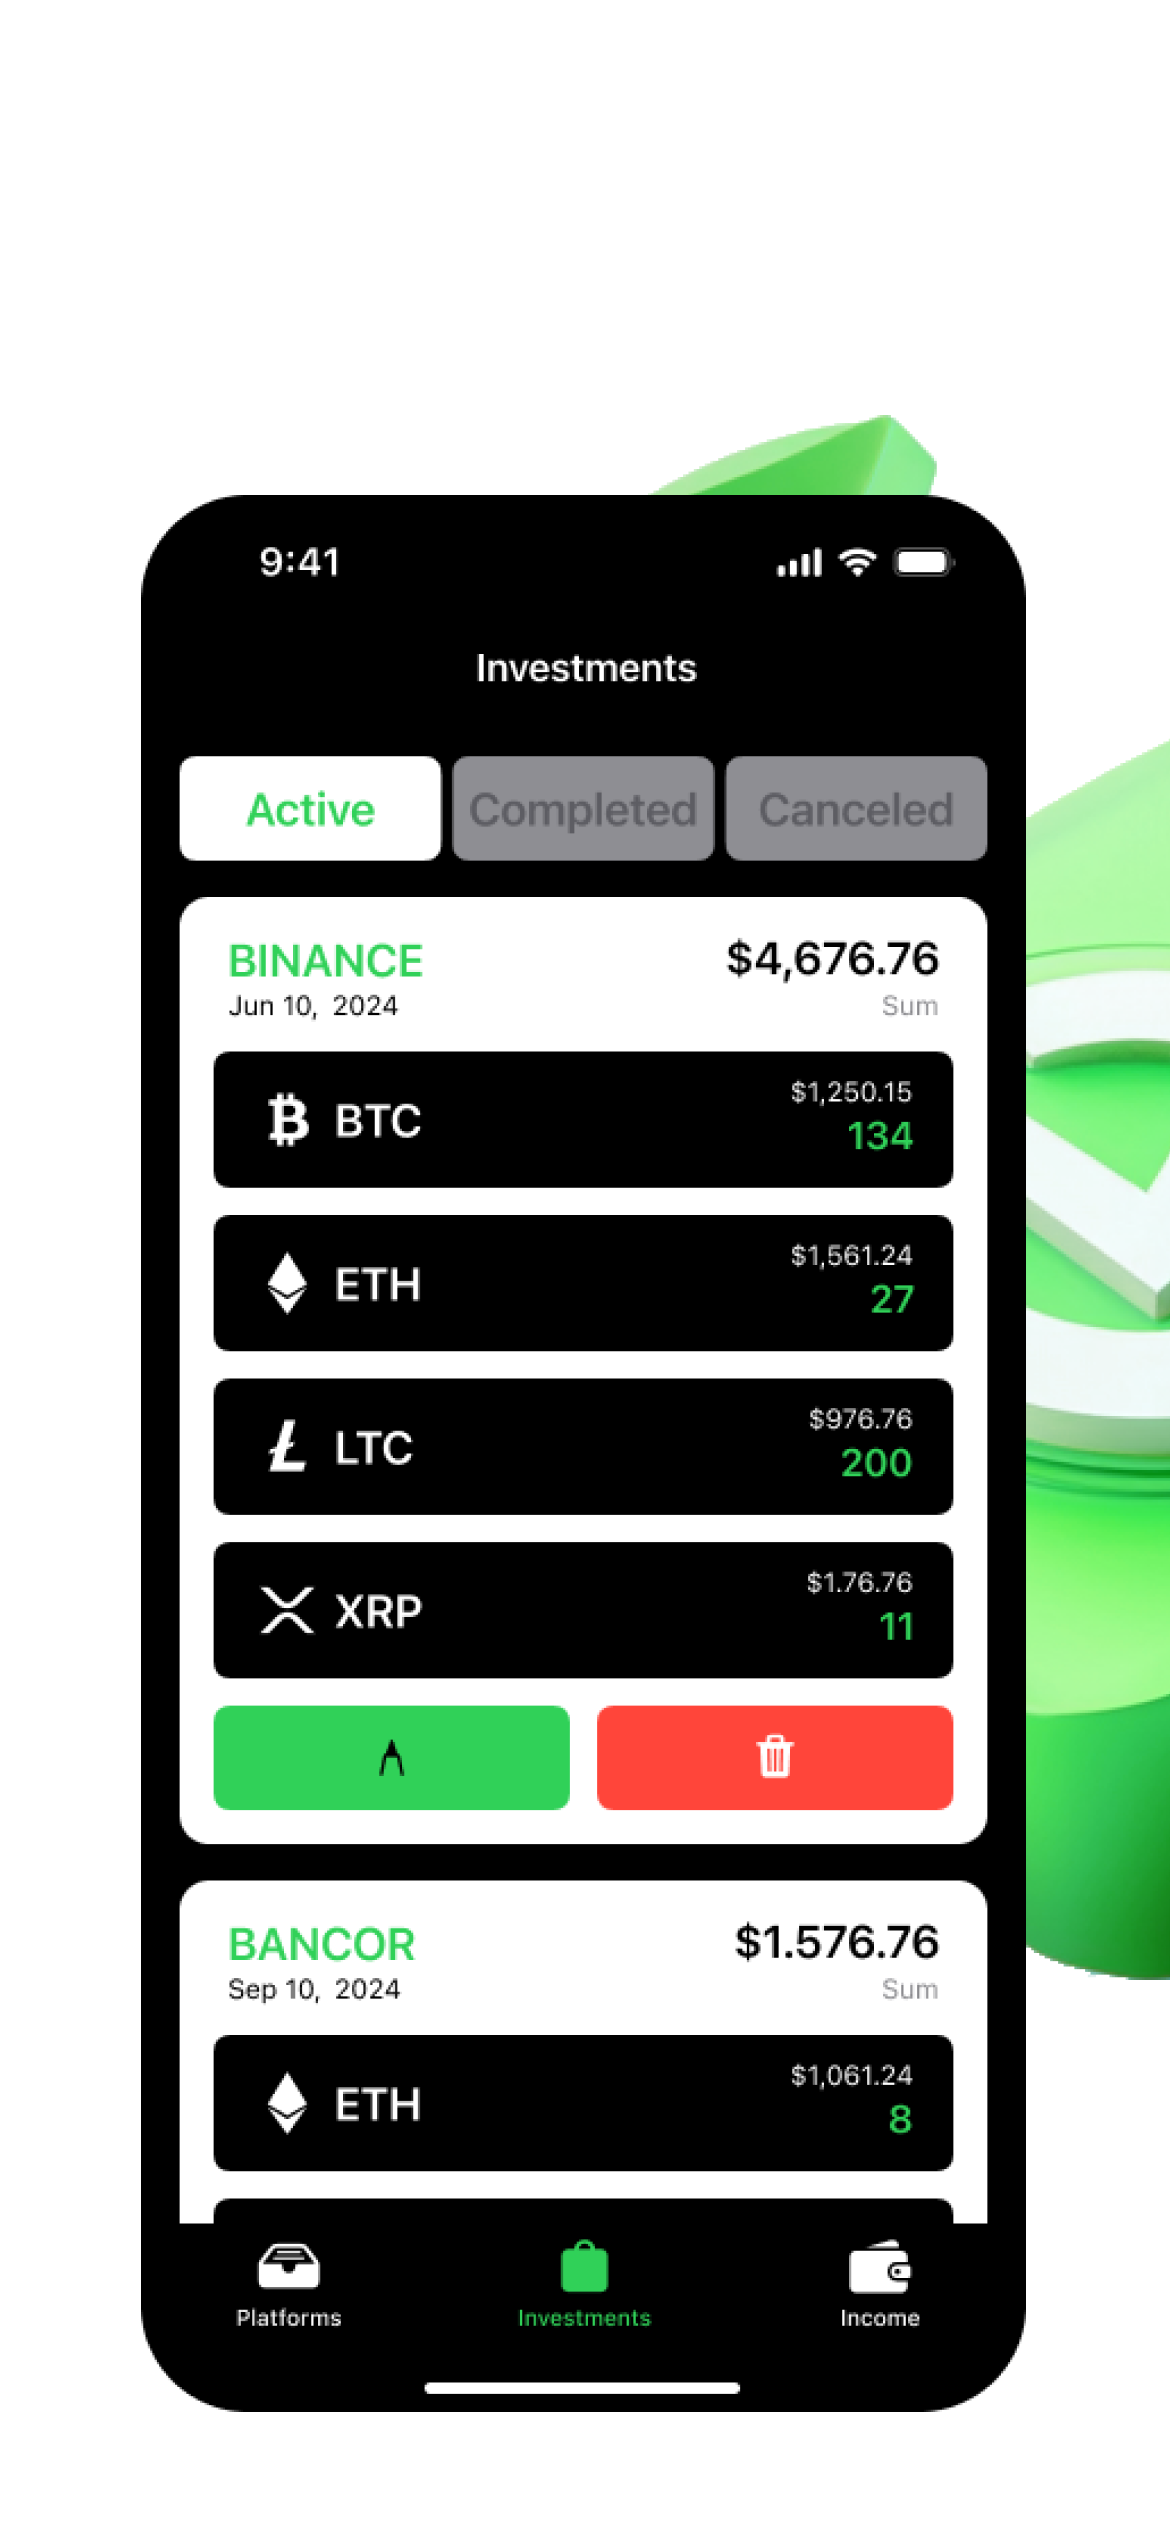 9:41
Investments
Active Completed Canceled
BINANCE $4,676.76
Jun 10, 2024 Sum
$1,250.15
BTC
134
$1,561.24
ETH
27
$976.76
LTC
200
$1.76.76
XRP
11
BANCOR $1.576.76
Sep 10, 2024 Sum
$1,061.24
ETH
8
Platforms Investments Income